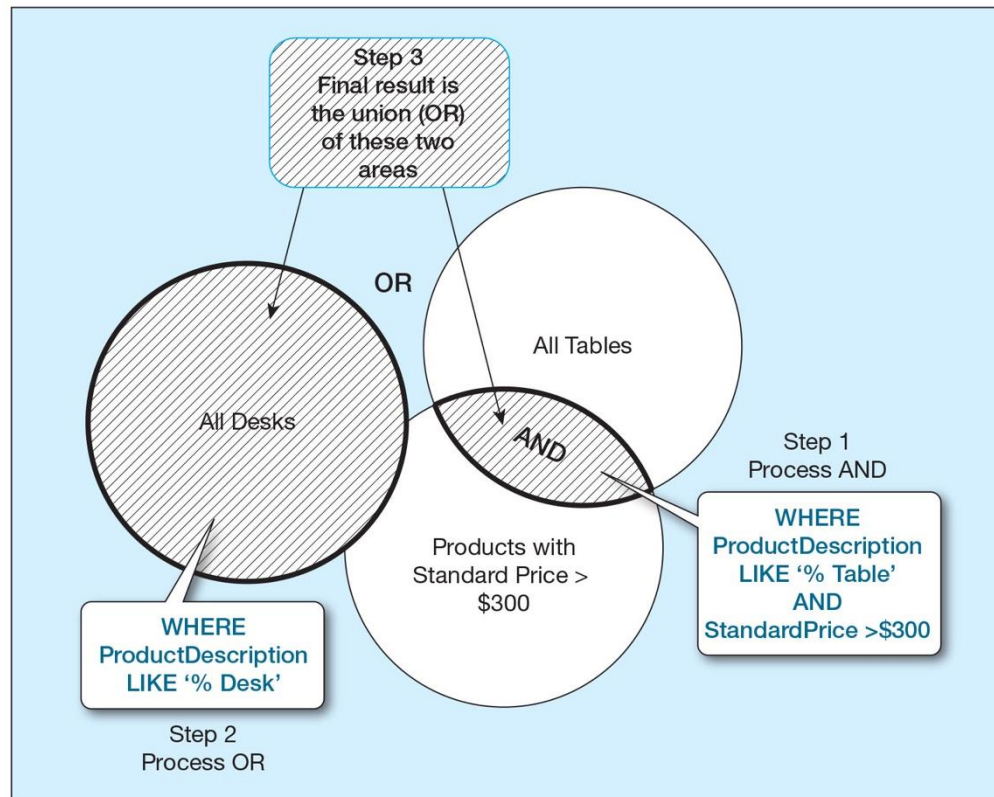 Step 3
Final result is
the union (OR)
of these two
areas
OR
All Tables
All Desks
AND
Step 1
Process AND
WHERE
ProductDescription
LIKE ‘% Table’
AND
StandardPrice >$300
Products with
Standard Price >
$300
WHERE
ProductDescription
LIKE ‘% Desk’
Step 2
Process OR